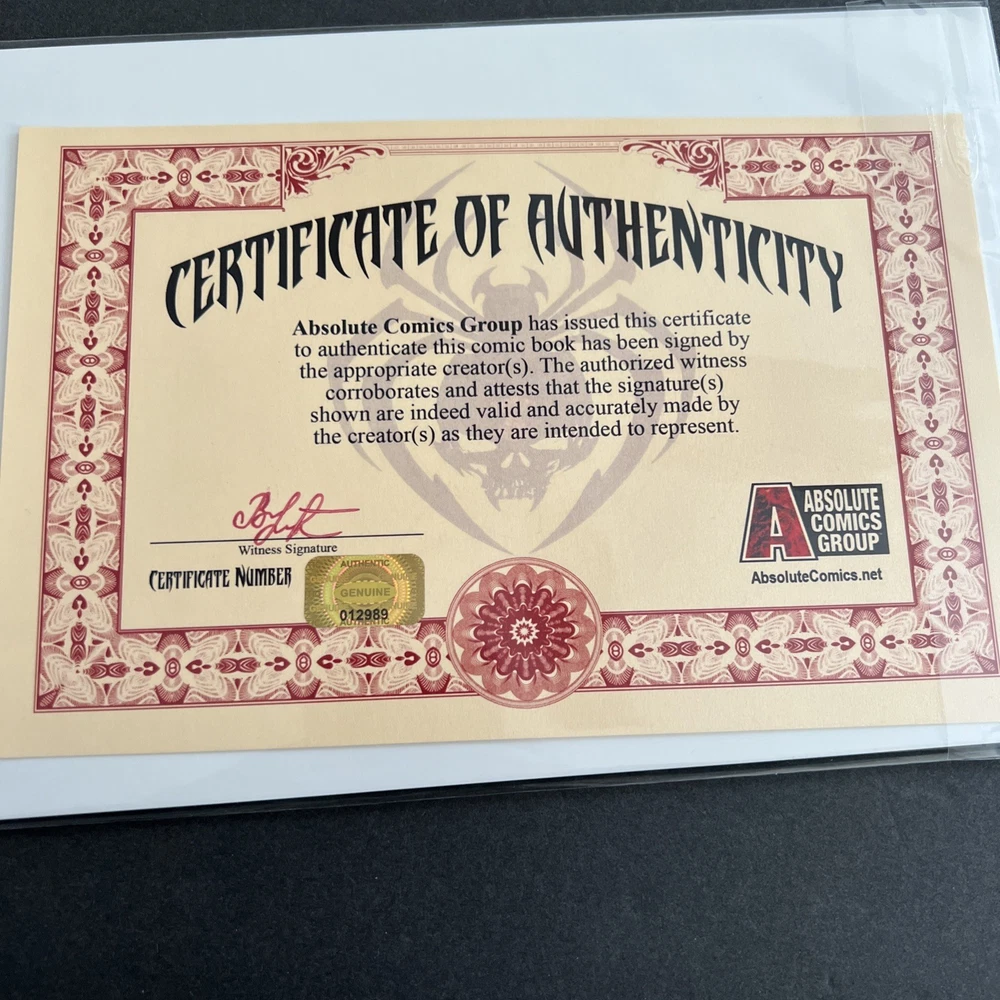 CERTIFICATE OF AUTHENTICITY
Absolute Comics Group has issued this certificate
to authenticate this comic book has been signed by
the appropriate creator(s). The authorized witness
corroborates and attests that the signature(s)
shown are indeed valid and accurately made by
the creator(s) as they are intended to represent.
Witness Signature
CERTIFICATE NUMBER
AUTHENTIC
GENUINE
012989
AUTHENTIC
A ABSOLUTE
COMICS
GROUP
AbsoluteComics.net